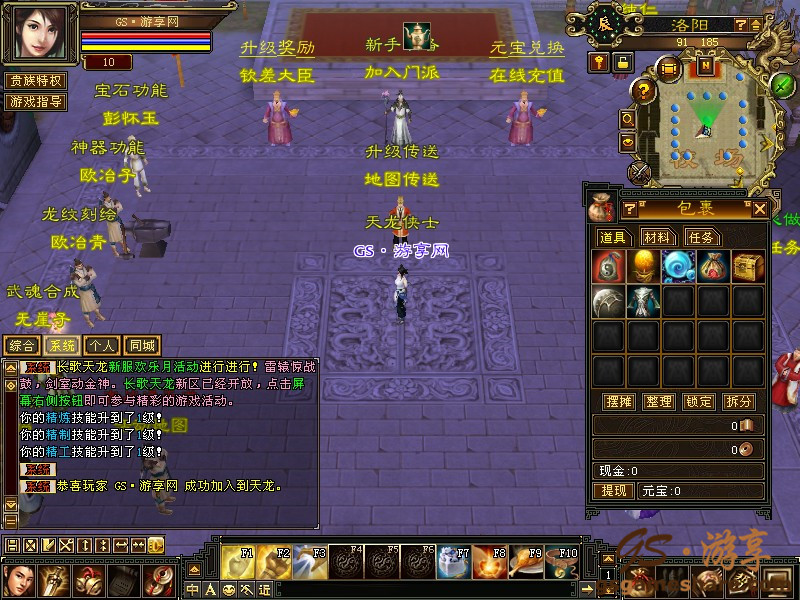 GS·游享网
10
贵族特权
游戏指导
升级奖励
钦差大臣
新手
加入门派
元宝兑换
在线充值
洛阳
91 185
辰
N
宝石功能
彭怀玉
神器功能
欧冶子
龙纹刻绘
欧冶青
武魂合成
无崖子
升级传送
地图传送
天龙侠士
GS·游享网
包裹
道具
材料
任务
摆摊
整理
锁定
拆分
0
0
现金:0
提现
元宝:0
综合
系统
个人
同城
系统 长歌天龙新服欢乐月活动进行进行! 雷辕惊战
鼓,剑室动金神。长歌天龙新区已经开放,点击屏
幕右侧按钮即可参与精彩的游戏活动。
你的精炼技能升到了1级!
你的精制技能升到了1级!
你的精工技能升到了1级!
系统
系统 恭喜玩家 GS·游享网 成功加入到天龙。
F1
F2
F3
F4
F5
F6
F7
F8
F9
F10
中
A
近
1
GS·游享